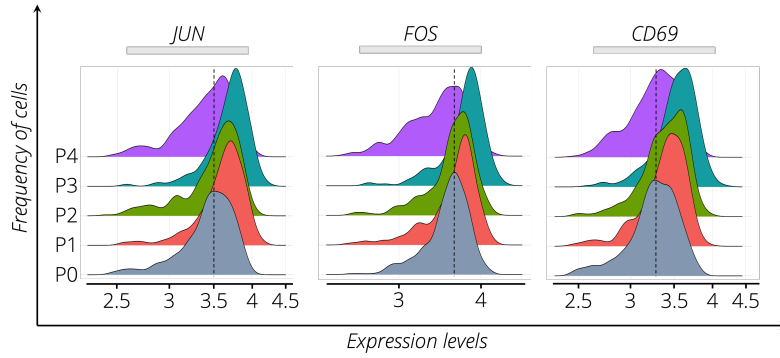 JUN FOS CD69
Frequency of cells
P4
P3
P2
P1
P0
2.5 3 3.5 4 4.5 3 4 2.5 3 3.5 4 4.5
Expression levels